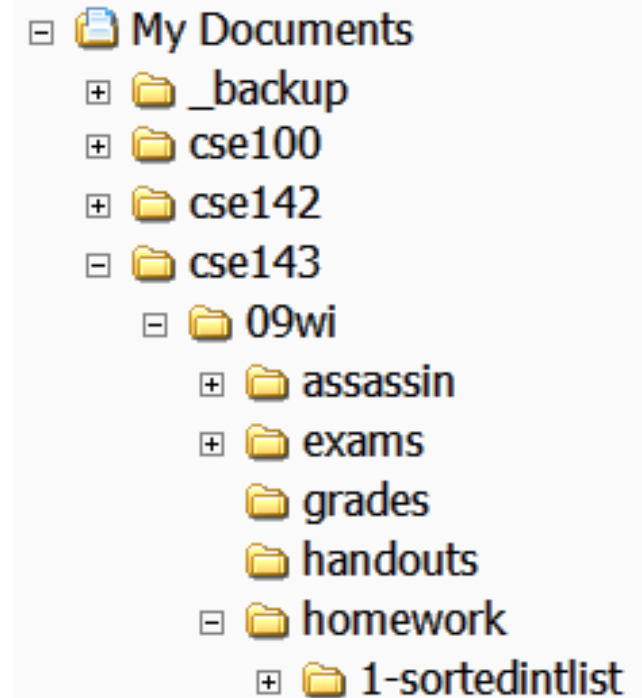 My Documents
_backup
cse100
cse142
cse143
09wi
assassin
exams
grades
handouts
homework
1-sortedintlist